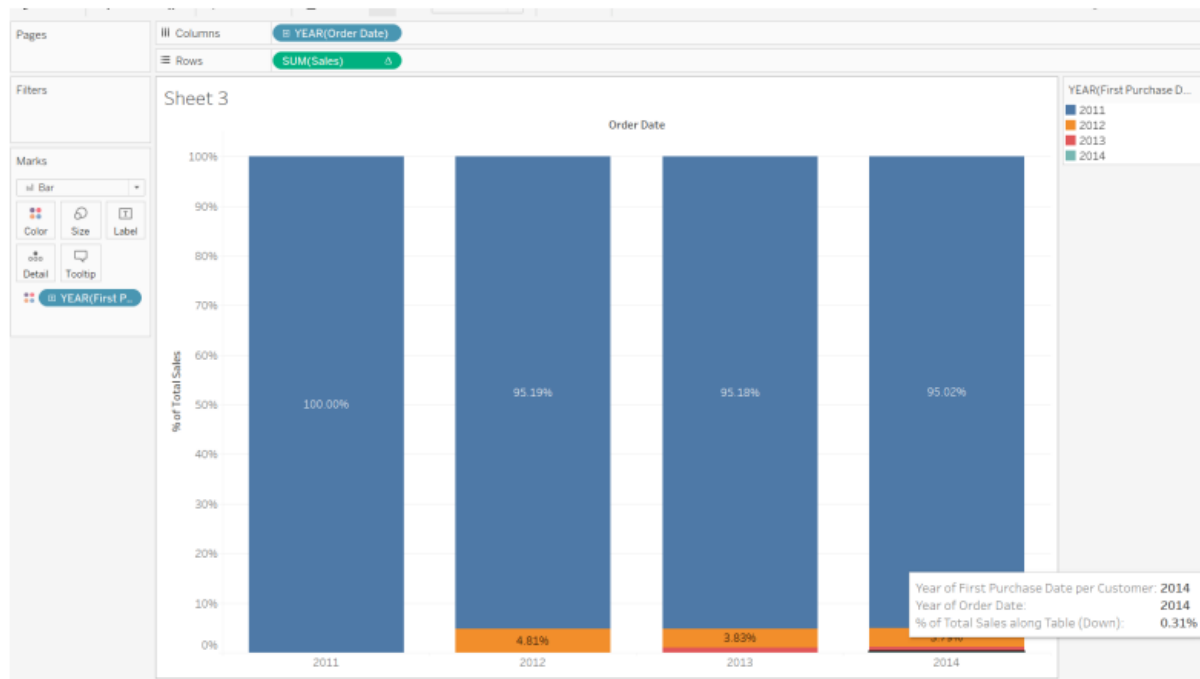 Pages
Columns
YEAR(Order Date)
Rows
SUM(Sales)
Filters
Marks
Bar
Color
Size
Label
Detail
Tooltip
YEAR(First P..
Sheet 3
Order Date
% of Total Sales
100%
90%
80%
70%
60%
50%
40%
30%
20%
10%
0%
100.00%
95.19%
95.18%
95.02%
4.81%
3.83%
2011
2012
2013
2014
Year of First Purchase Date per Customer: 2014
Year of Order Date: 2014
% of Total Sales along Table (Down): 0.31%
YEAR(First Purchase D...
2011
2012
2013
2014